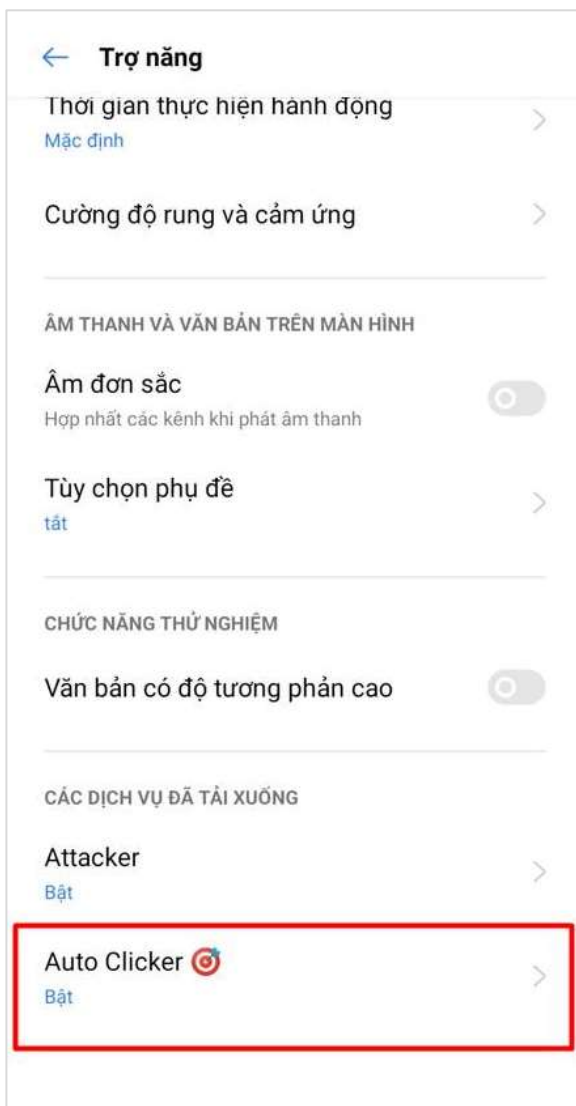 Trợ năng
Thời gian thực hiện hành động
Mặc định
Cường độ rung và cảm ứng
ÂM THANH VÀ VĂN BẢN TRÊN MÀN HÌNH
Âm đơn sắc
Hợp nhất các kênh khi phát âm thanh
Tùy chọn phụ đề
tắt
CHỨC NĂNG THỬ NGHIỆM
Văn bản có độ tương phản cao
CÁC DỊCH VỤ ĐÃ TẢI XUỐNG
Attacker
Bật
Auto Clicker 🎯
Bật